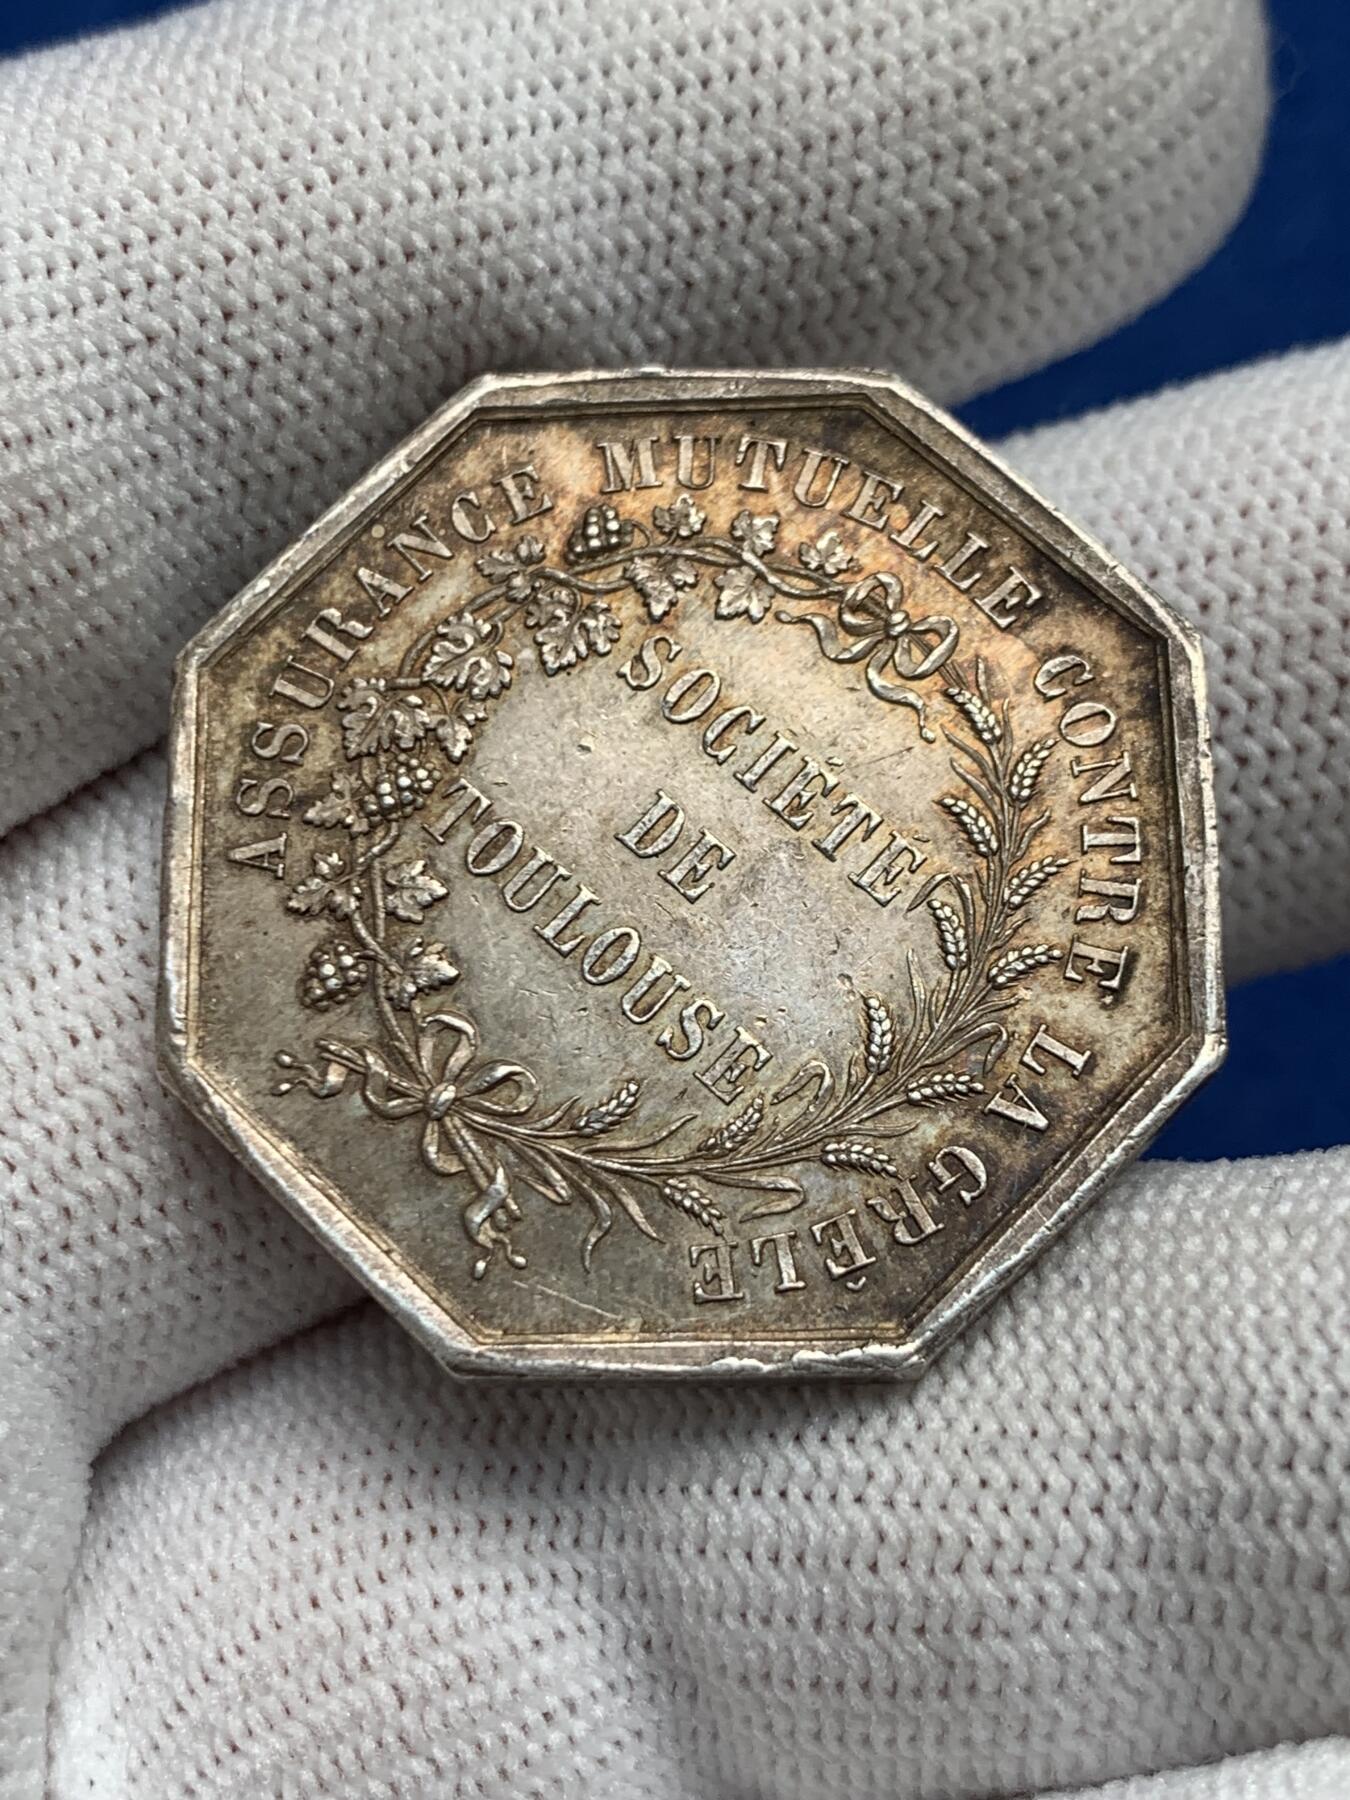 ASSURANCE MUTUELLE CONTRE LA GRÊLE
SOCIÉTÉ
DE
TOULOUSE